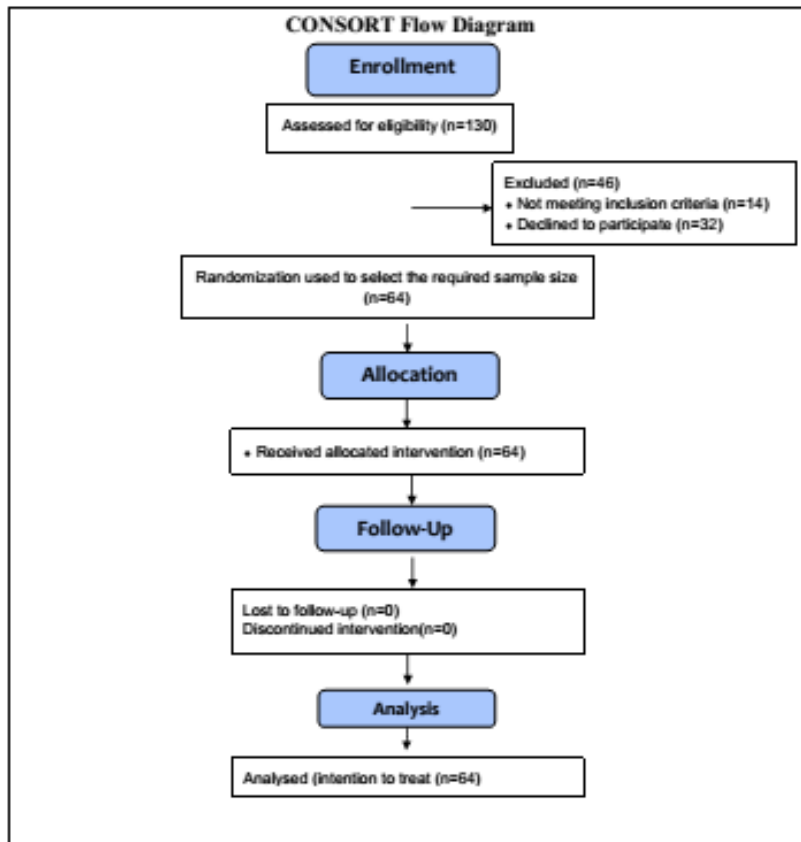 CONSORT Flow Diagram
Enrollment
Assessed for eligibility (n=130)
Excluded (n=46)
♦ Not meeting inclusion criteria (n=14)
♦ Declined to participate (n=32)
Randomization used to select the required sample size
(n=64)
Allocation
♦ Received allocated intervention (n=64)
Follow-Up
Lost to follow-up (n=0)
Discontinued intervention(n=0)
Analysis
Analysed (intention to treat (n=64)